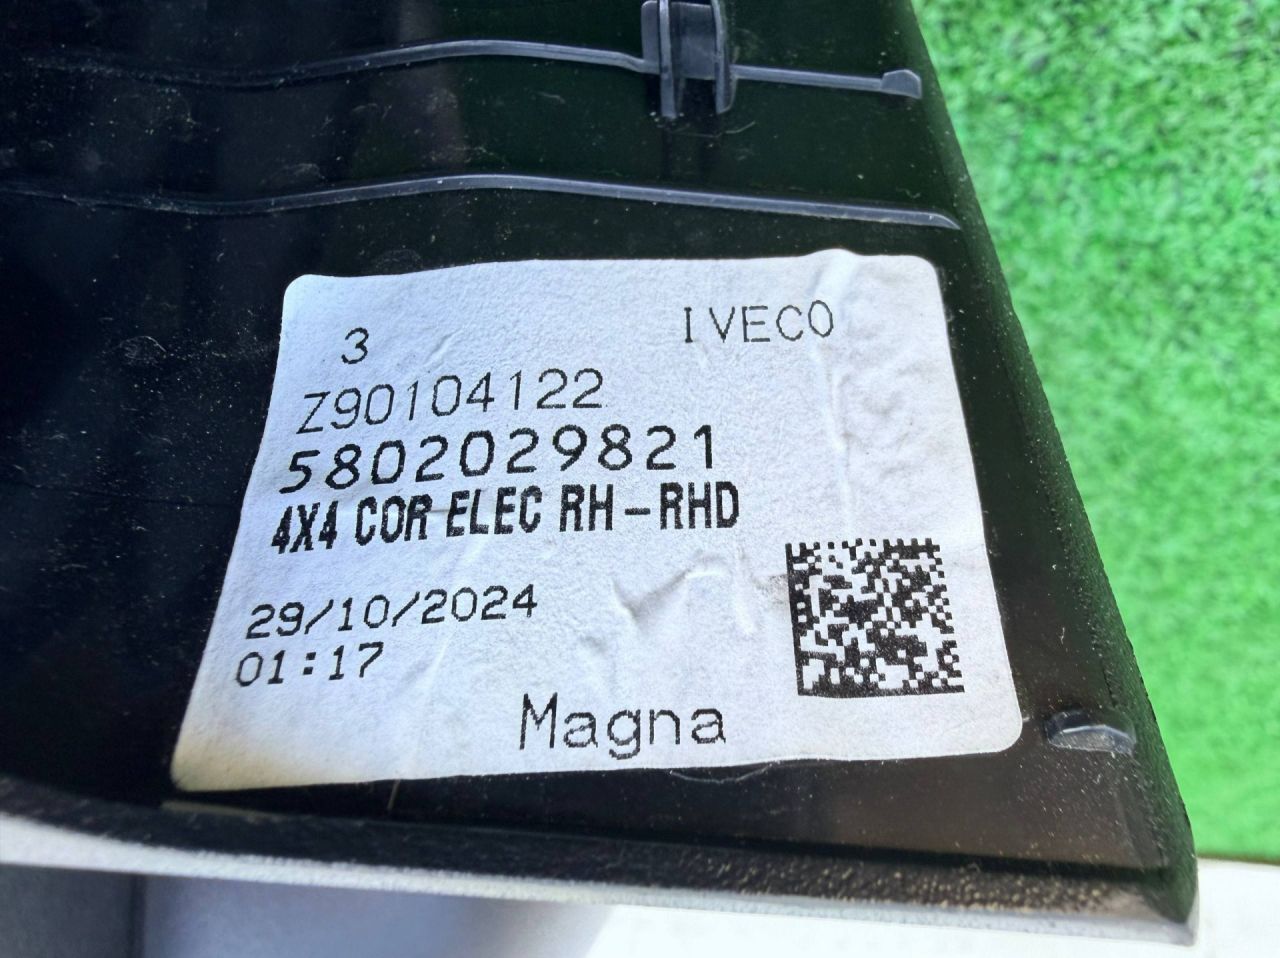 3 IVECO
Z90104122
5802029821
4X4 COR ELEC RH-RHD
29/10/2024
01:17
Magna